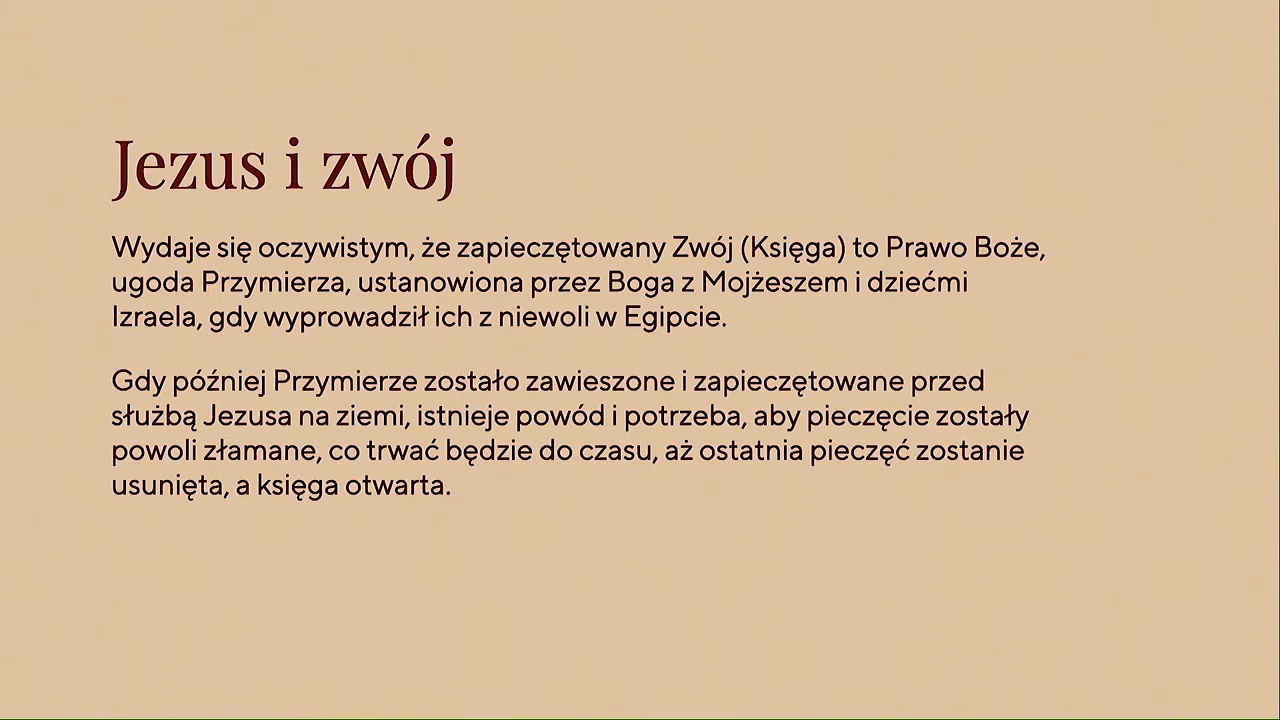 Jezus i zwój
Wydaje się oczywistym, że zapieczętowany Zwój (Księga) to Prawo Boże,
ugoda Przymierza, ustanowiona przez Boga z Mojżeszem i dziećmi
Izraela, gdy wyprowadził ich z niewoli w Egipcie.
Gdy później Przymierze zostało zawieszone i zapieczętowane przed
służbą Jezusa na ziemi, istnieje powód i potrzeba, aby pieczęcie zostały
powoli złamane, co trwać będzie do czasu, aż ostatnia pieczęć zostanie
usunięta, a księga otwarta.